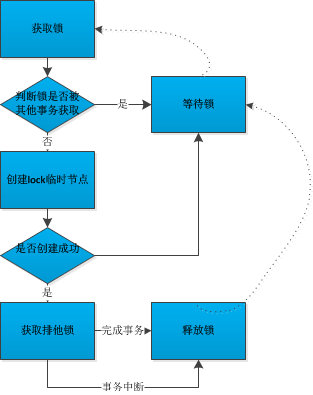 获取锁
判断锁是否被
其他事务获取
是
等待锁
否
创建lock临时节点
是否创建成功
是
获取排他锁
完成事务
释放锁
事务中断